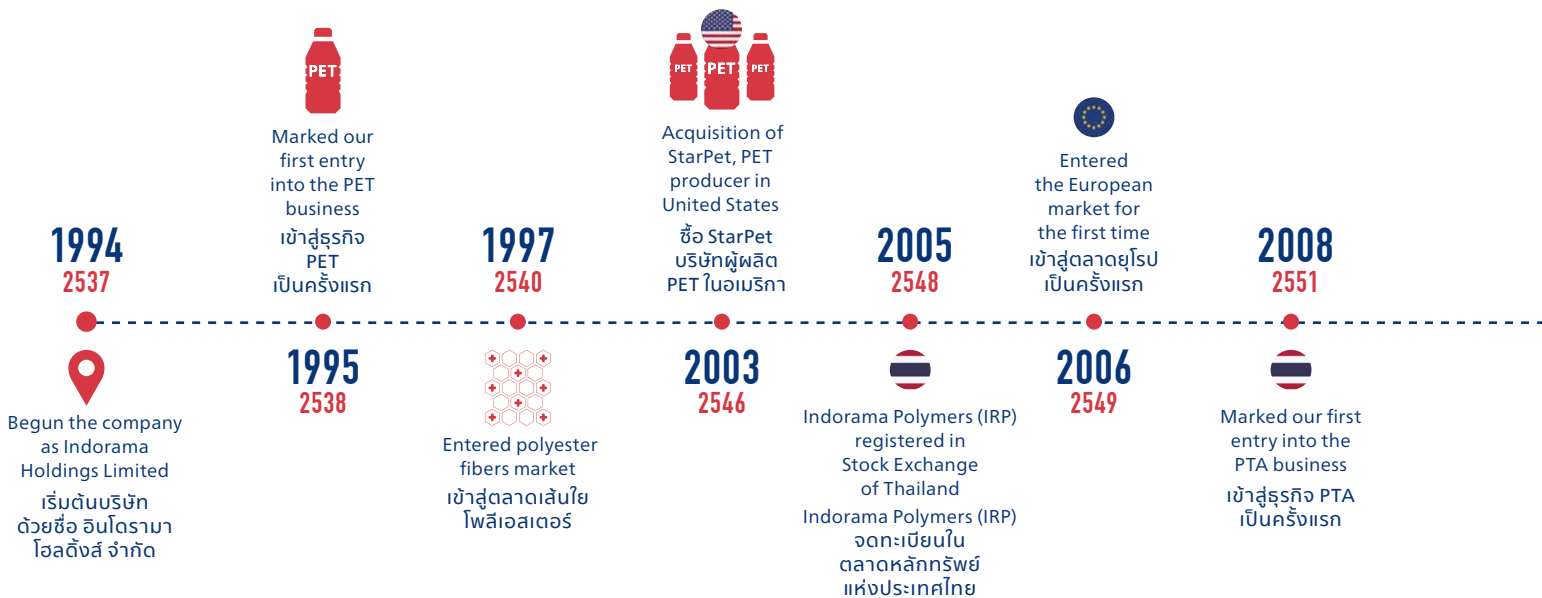 1994
2537
Begun the company
as Indorama
Holdings Limited
เริ่มต้นบริษัท
ด้วยชื่อ อินโดรามา
โฮลดิ้งส์ จำกัด
PET
Marked our
first entry
into the PET
business
เข้าสู่ธุรกิจ
PET
เป็นครั้งแรก
1995
2538
1997
2540
Entered polyester
fibers market
เข้าสู่ตลาดเส้นใย
โพลีเอสเตอร์
PET PET PET
Acquisition of
StarPet, PET
producer in
United States
ซื้อ StarPet
บริษัทผู้ผลิต
PET ในอเมริกา
2003
2546
2005
2548
Indorama Polymers (IRP)
registered in
Stock Exchange
of Thailand
Indorama Polymers (IRP)
จดทะเบียนใน
ตลาดหลักทรัพย์
แห่งประเทศไทย
Entered
the European
market for
the first time
เข้าสู่ตลาดยุโรป
เป็นครั้งแรก
2006
2549
2008
2551
Marked our first
entry into the
PTA business
เข้าสู่ธุรกิจ PTA
เป็นครั้งแรก